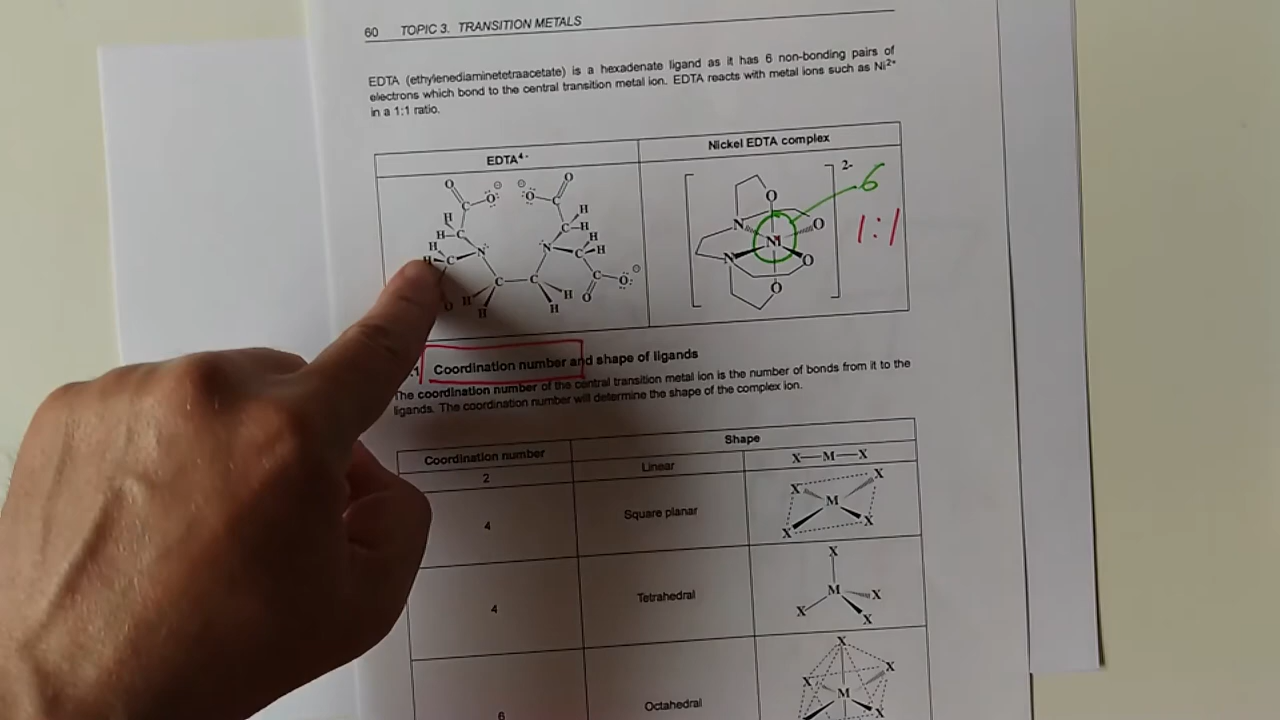 60 TOPIC 3. TRANSITION METALS
EDTA (ethylenediaminetetraacetate) is a hexadenate ligand as it has 6 non-bonding pairs of
electrons which bond to the central transition metal ion. EDTA reacts with metal ions such as Ni²⁺
in a 1:1 ratio.
EDTA⁴⁻
Nickel EDTA complex
O O O O
H C C H
H C C H
H N N C H
H C C C O
O H H H H O
2-
O
N O
Ni
N O
O
6
1:1
Coordination number and shape of ligands
The coordination number of the central transition metal ion is the number of bonds from it to the
ligands. The coordination number will determine the shape of the complex ion.
Coordination number Shape
2 Linear X—M—X
4 Square planar
X X
M
X X
4 Tetrahedral
X
M X
X X
6 Octahedral
X
X X
M
X